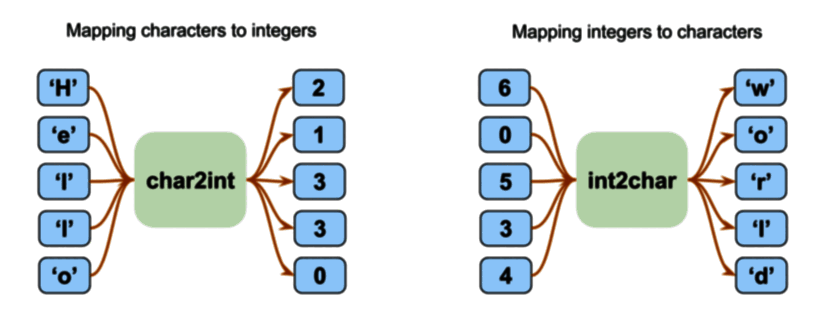 Mapping characters to integers
Mapping integers to characters
‘H’
‘e’
‘l’
‘l’
‘o’
char2int
2
1
3
3
0
6
0
5
3
4
int2char
‘w’
‘o’
‘r’
‘l’
‘d’